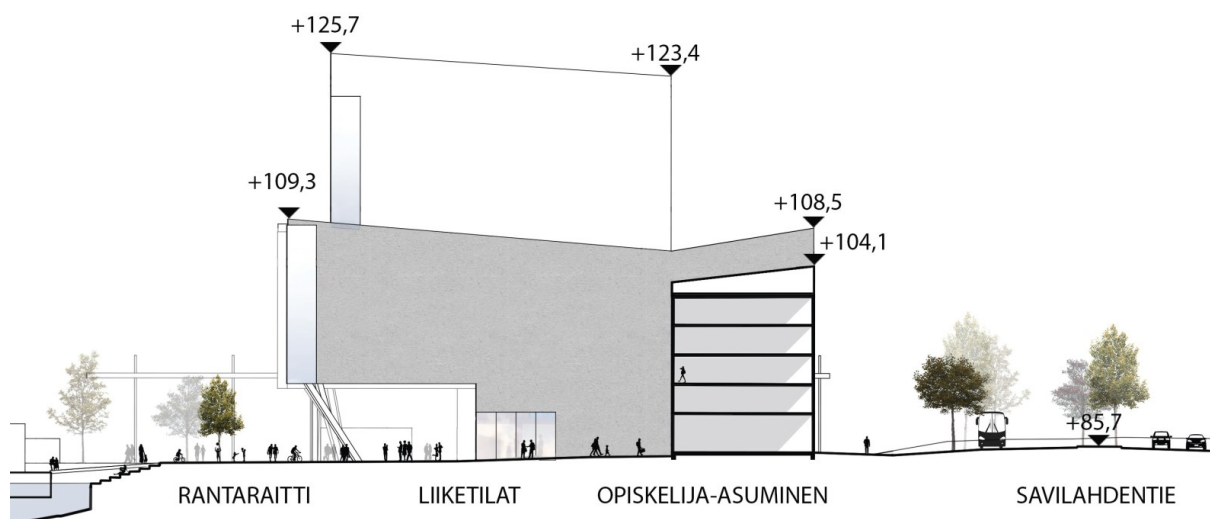 +125,7
+123,4
+109,3
+108,5
+104,1
+85,7
RANTARAITTI
LIIKETILAT
OPISKELIJA-ASUMINEN
SAVILAHDENTIE